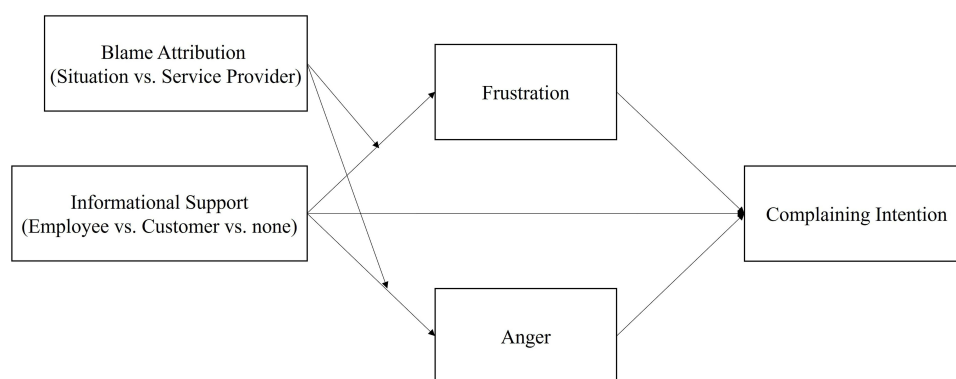 Blame Attribution
(Situation vs. Service Provider)
Frustration
Informational Support
(Employee vs. Customer vs. none)
Complaining Intention
Anger